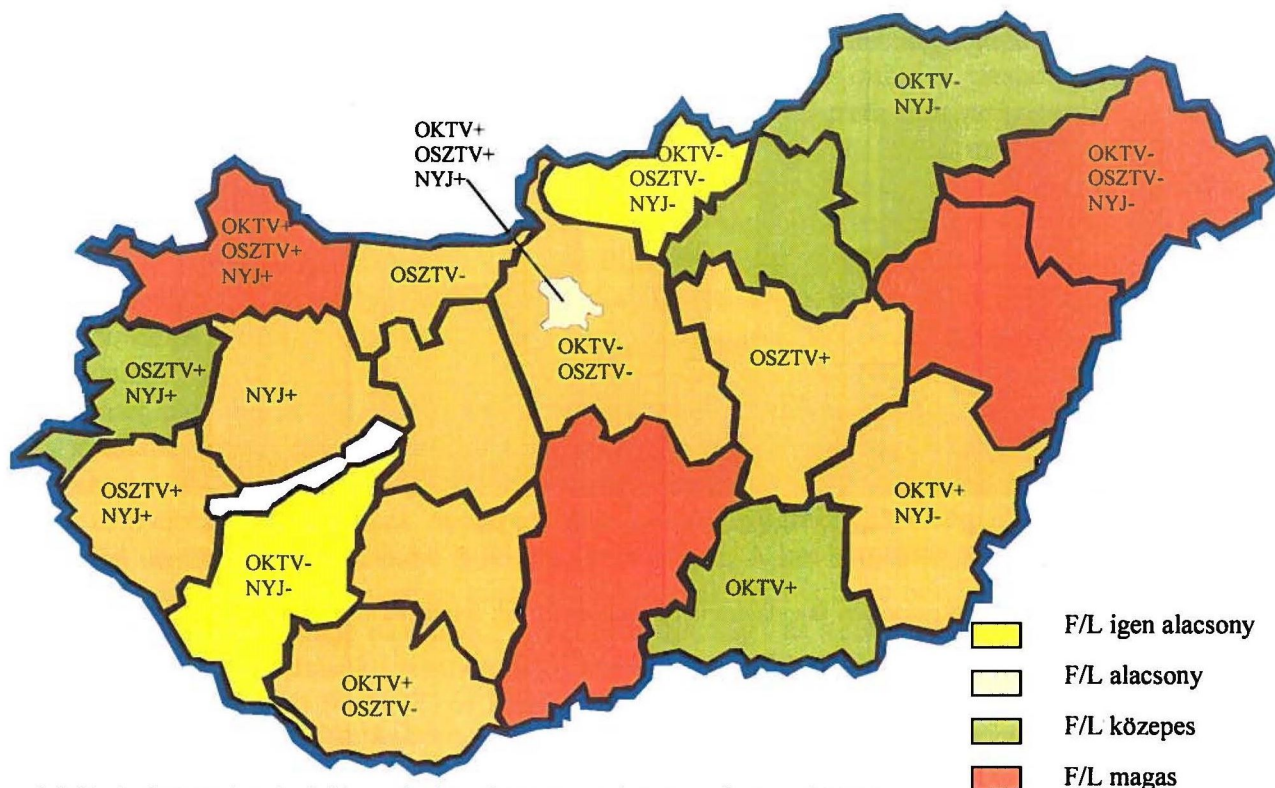 OKTV-
NYJ-
OKTV+
OSZTV+
NYJ+
OKTV-
OSZTV-
NYJ-
OKTV-
OSZTV-
NYJ-
OKTV+
OSZTV+
NYJ+
OSZTV-
OKTV-
OSZTV-
OSZTV+
OSZTV+
NYJ+
NYJ+
OSZTV+
NYJ+
OKTV+
NYJ-
OKTV-
NYJ-
OKTV+
OKTV+
OSZTV-
F/L igen alacsony
F/L alacsony
F/L közepes
F/L magas